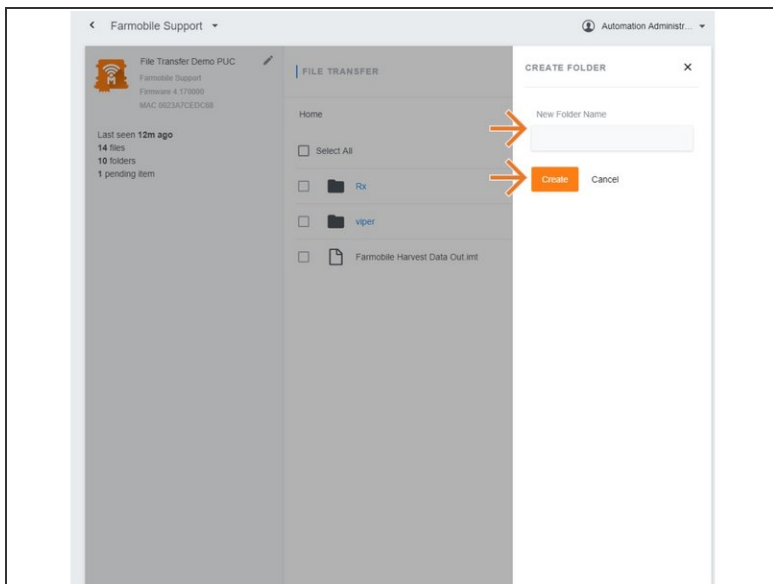 Farmobile Support
Automation Administr...
File Transfer Demo PUC
Farmobile Support
Firmware 4.170000
MAC 0023A7CEDC88
Last seen 12m ago
14 files
10 folders
1 pending item
FILE TRANSFER
Home
Select All
Rx
viper
Farmobile Harvest Data Out.imt
CREATE FOLDER
New Folder Name
Create Cancel